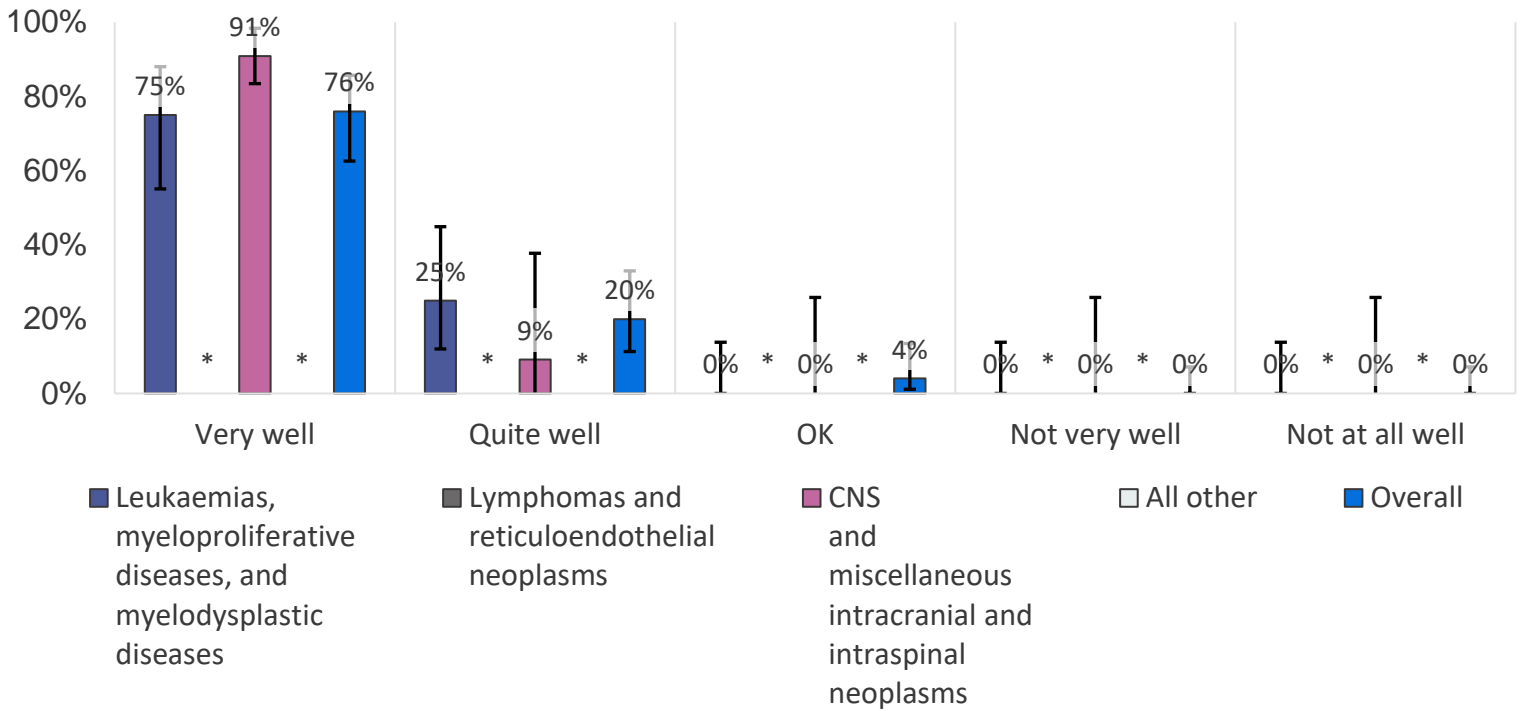 100%
80%
60%
40%
20%
0%
75% * 91% * 76%
25% * 9% * 20%
0% * 0% * 4%
0% * 0% * 0%
0% * 0% * 0%
Very well
Quite well
OK
Not very well
Not at all well
Leukaemias,
myeloproliferative
diseases, and
myelodysplastic
diseases
Lymphomas and
reticuloendothelial
neoplasms
CNS
and
miscellaneous
intracranial and
intraspinal
neoplasms
All other
Overall